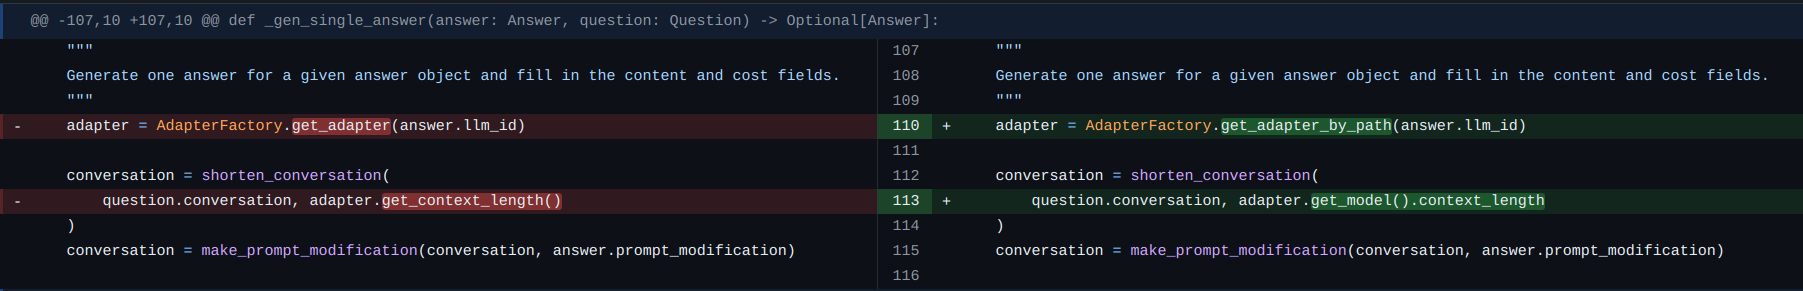 @@ -107,10 +107,10 @@ def _gen_single_answer(answer: Answer, question: Question) -> Optional[Answer]:
"""
Generate one answer for a given answer object and fill in the content and cost fields.
"""
- adapter = AdapterFactory.get_adapter(answer.llm_id)
conversation = shorten_conversation(
- question.conversation, adapter.get_context_length()
)
conversation = make_prompt_modification(conversation, answer.prompt_modification)
107 """
108 Generate one answer for a given answer object and fill in the content and cost fields.
109 """
110 + adapter = AdapterFactory.get_adapter_by_path(answer.llm_id)
111
112 conversation = shorten_conversation(
113 + question.conversation, adapter.get_model().context_length
114 )
115 conversation = make_prompt_modification(conversation, answer.prompt_modification)
116